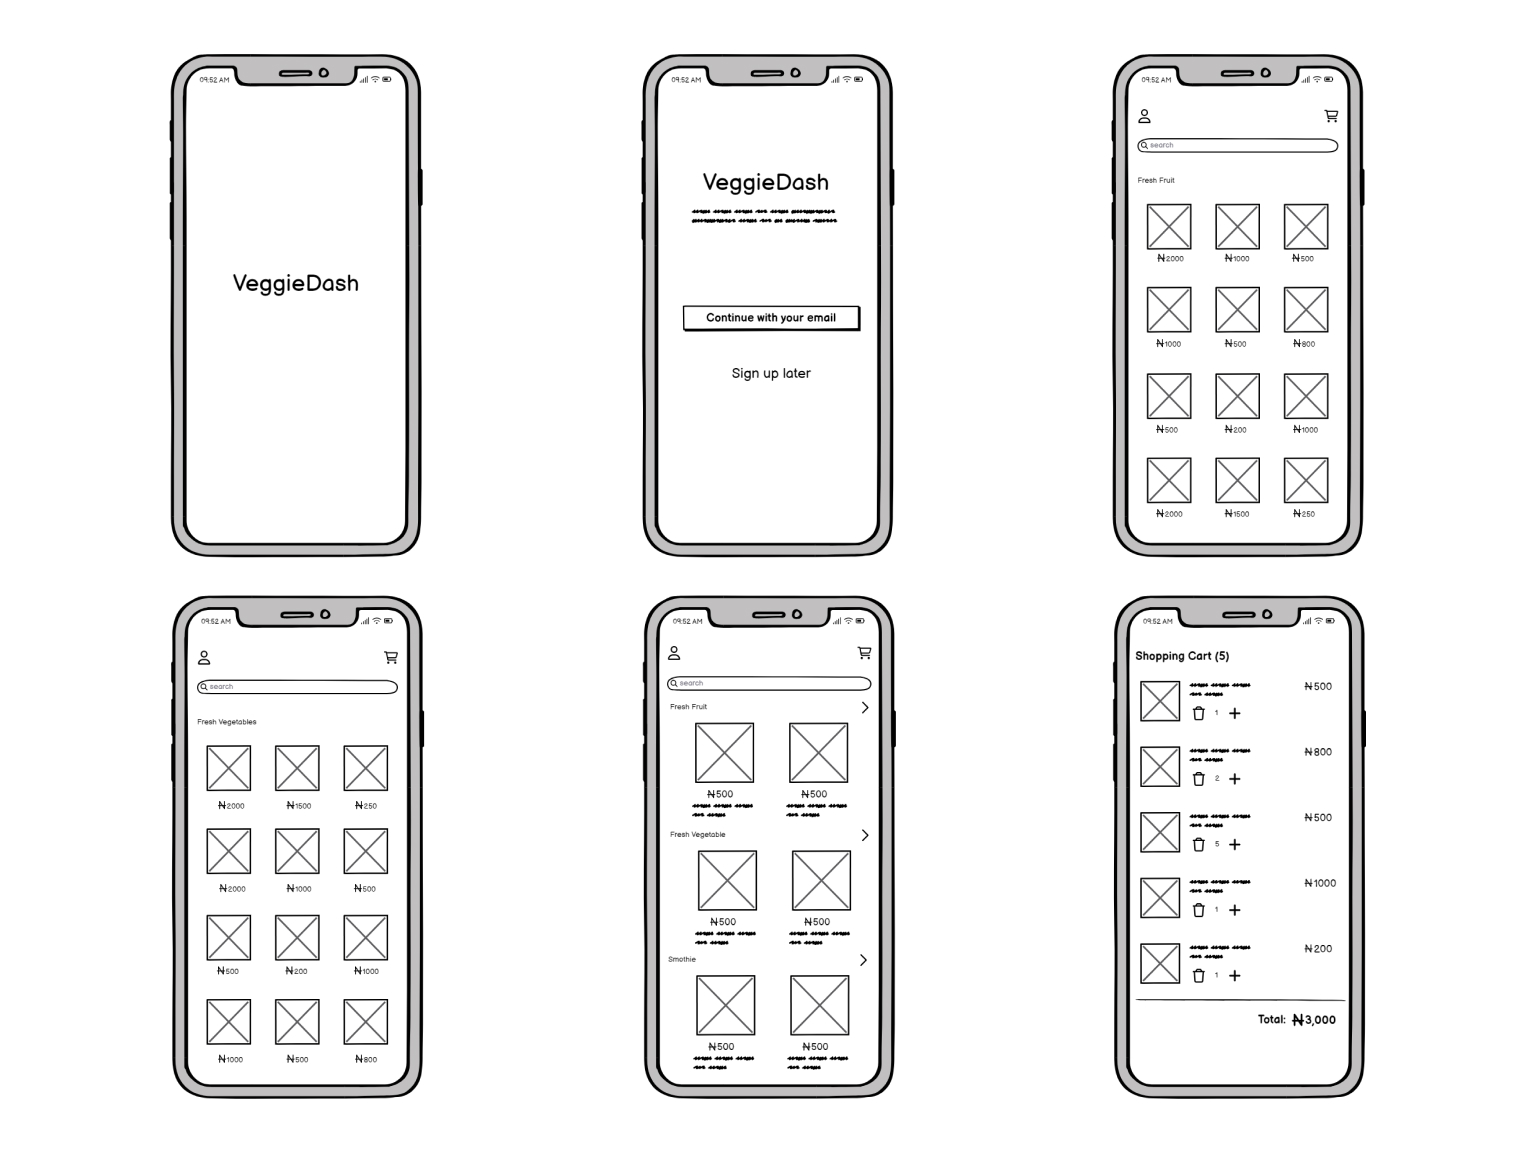 09:52 AM
VeggieDash
09:52 AM
VeggieDash
Continue with your email
Sign up later
09:52 AM
search
Fresh Fruit
₦2000 ₦1000 ₦500
₦1000 ₦500 ₦800
₦500 ₦200 ₦1000
₦2000 ₦1500 ₦250
09:52 AM
search
Fresh Vegetables
₦2000 ₦1500 ₦250
₦2000 ₦1000 ₦500
₦500 ₦200 ₦1000
₦1000 ₦500 ₦800
09:52 AM
search
Fresh Fruit
₦500 ₦500
Fresh Vegetable
₦500 ₦500
Smothie
₦500 ₦500
09:52 AM
Shopping Cart (5)
₦500
1
₦800
2
₦500
5
₦1000
1
₦200
1
Total: ₦3,000